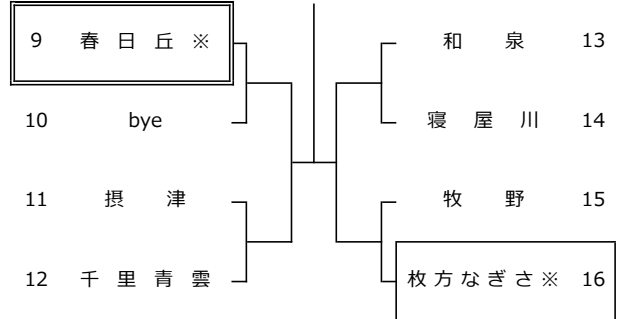 9 春日丘※ 和泉 13
10 bye 寝屋川 14
11 摂津 牧野 15
12 千里青雲 枚方なぎさ※ 16